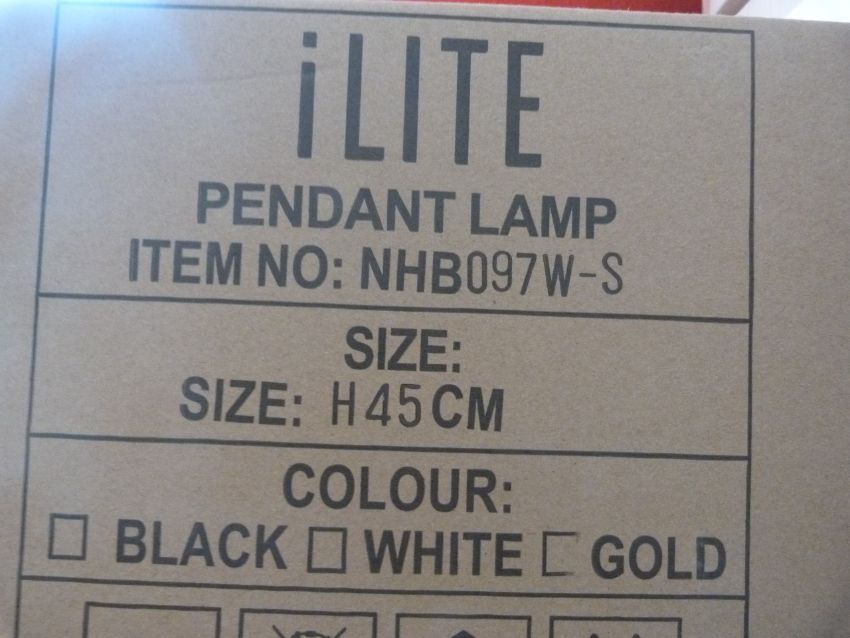 iLITE
PENDANT LAMP
ITEM NO: NHB097W-S
SIZE:
SIZE: H45CM
COLOUR:
BLACK WHITE GOLD